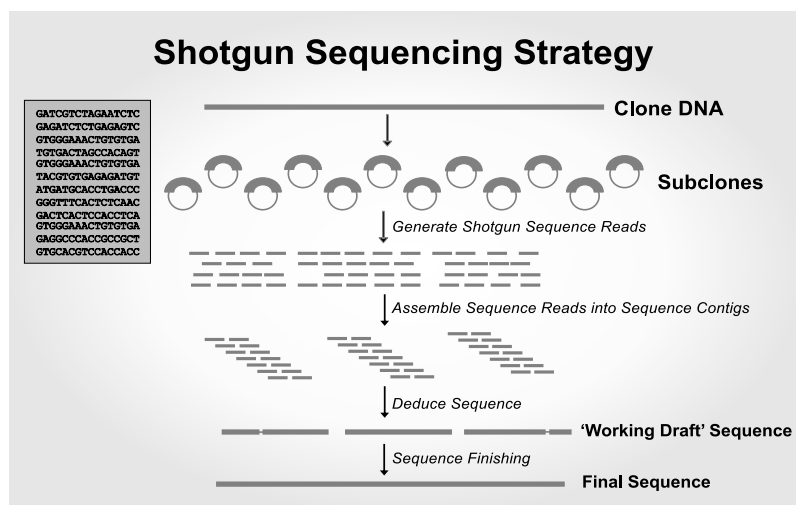 Shotgun Sequencing Strategy
GATCGTCTAGAATCTC
GAGATCTCTGAGAGTC
GTGGGAAACTGTGTGA
TGTGACTAGCCACAGT
GTGGGAAACTGTGTGA
TACGTGTGAGAGATGT
ATGATGCACCTGACCC
GGGTTTCACTCTCAAC
GACTCACTCCACCTCA
GTGGGAAACTGTGTGA
GAGGCCCACCGCCGCT
GTGCACGTCCACCACC
Clone DNA
Subclones
Generate Shotgun Sequence Reads
Assemble Sequence Reads into Sequence Contigs
Deduce Sequence
‘Working Draft’ Sequence
Sequence Finishing
Final Sequence